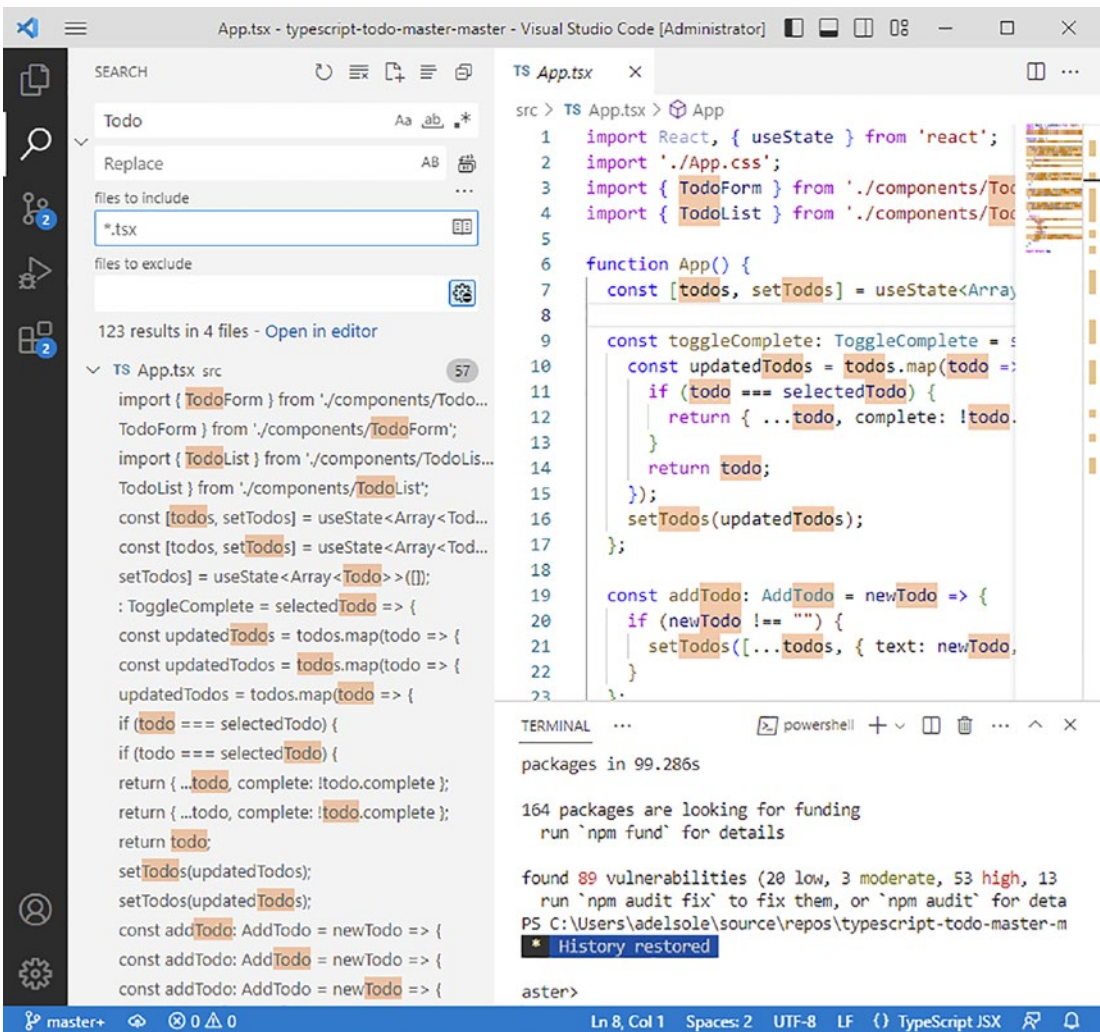 App.tsx - typescript-todo-master-master - Visual Studio Code [Administrator]
SEARCH
Todo
Aa ab *
Replace
AB
files to include
*.tsx
files to exclude
123 results in 4 files - Open in editor
TS App.tsx src 57
import { TodoForm } from './components/Todo...
TodoForm } from './components/TodoForm';
import { TodoList } from './components/TodoLis...
TodoList } from './components/TodoList';
const [todos, setTodos] = useState<Array<Tod...
const [todos, setTodos] = useState<Array<Tod...
setTodos] = useState<Array<Todo>>([]);
: ToggleComplete = selectedTodo => {
const updatedTodos = todos.map(todo => {
const updatedTodos = todos.map(todo => {
updatedTodos = todos.map(todo => {
if (todo === selectedTodo) {
if (todo === selectedTodo) {
return { ...todo, complete: !todo.complete };
return { ...todo, complete: !todo.complete };
return todo;
setTodos(updatedTodos);
setTodos(updatedTodos);
const addTodo: AddTodo = newTodo => {
const addTodo: AddTodo = newTodo => {
const addTodo: AddTodo = newTodo => {
2
2
TS App.tsx
src > TS App.tsx > App
1 import React, { useState } from 'react';
2 import './App.css';
3 import { TodoForm } from './components/Too
4 import { TodoList } from './components/Too
5
6 function App() {
7 const [todos, setTodos] = useState<Array
8
9 const toggleComplete: ToggleComplete = s
10 const updatedTodos = todos.map(todo =>
11 if (todo === selectedTodo) {
12 return { ...todo, complete: !todo.
13 }
14 return todo;
15 });
16 setTodos(updatedTodos);
17 };
18
19 const addTodo: AddTodo = newTodo => {
20 if (newTodo !== "") {
21 setTodos([...todos, { text: newTodo,
22 }
23 };
TERMINAL ... powershell
packages in 99.286s
164 packages are looking for funding
run `npm fund` for details
found 89 vulnerabilities (20 low, 3 moderate, 53 high, 13
run `npm audit fix` to fix them, or `npm audit` for deta
PS C:\Users\adelsole\source\repos\typescript-todo-master-m
* History restored
aster>
master+ 0 0 Ln 8, Col 1 Spaces: 2 UTF-8 LF {} TypeScript JSX